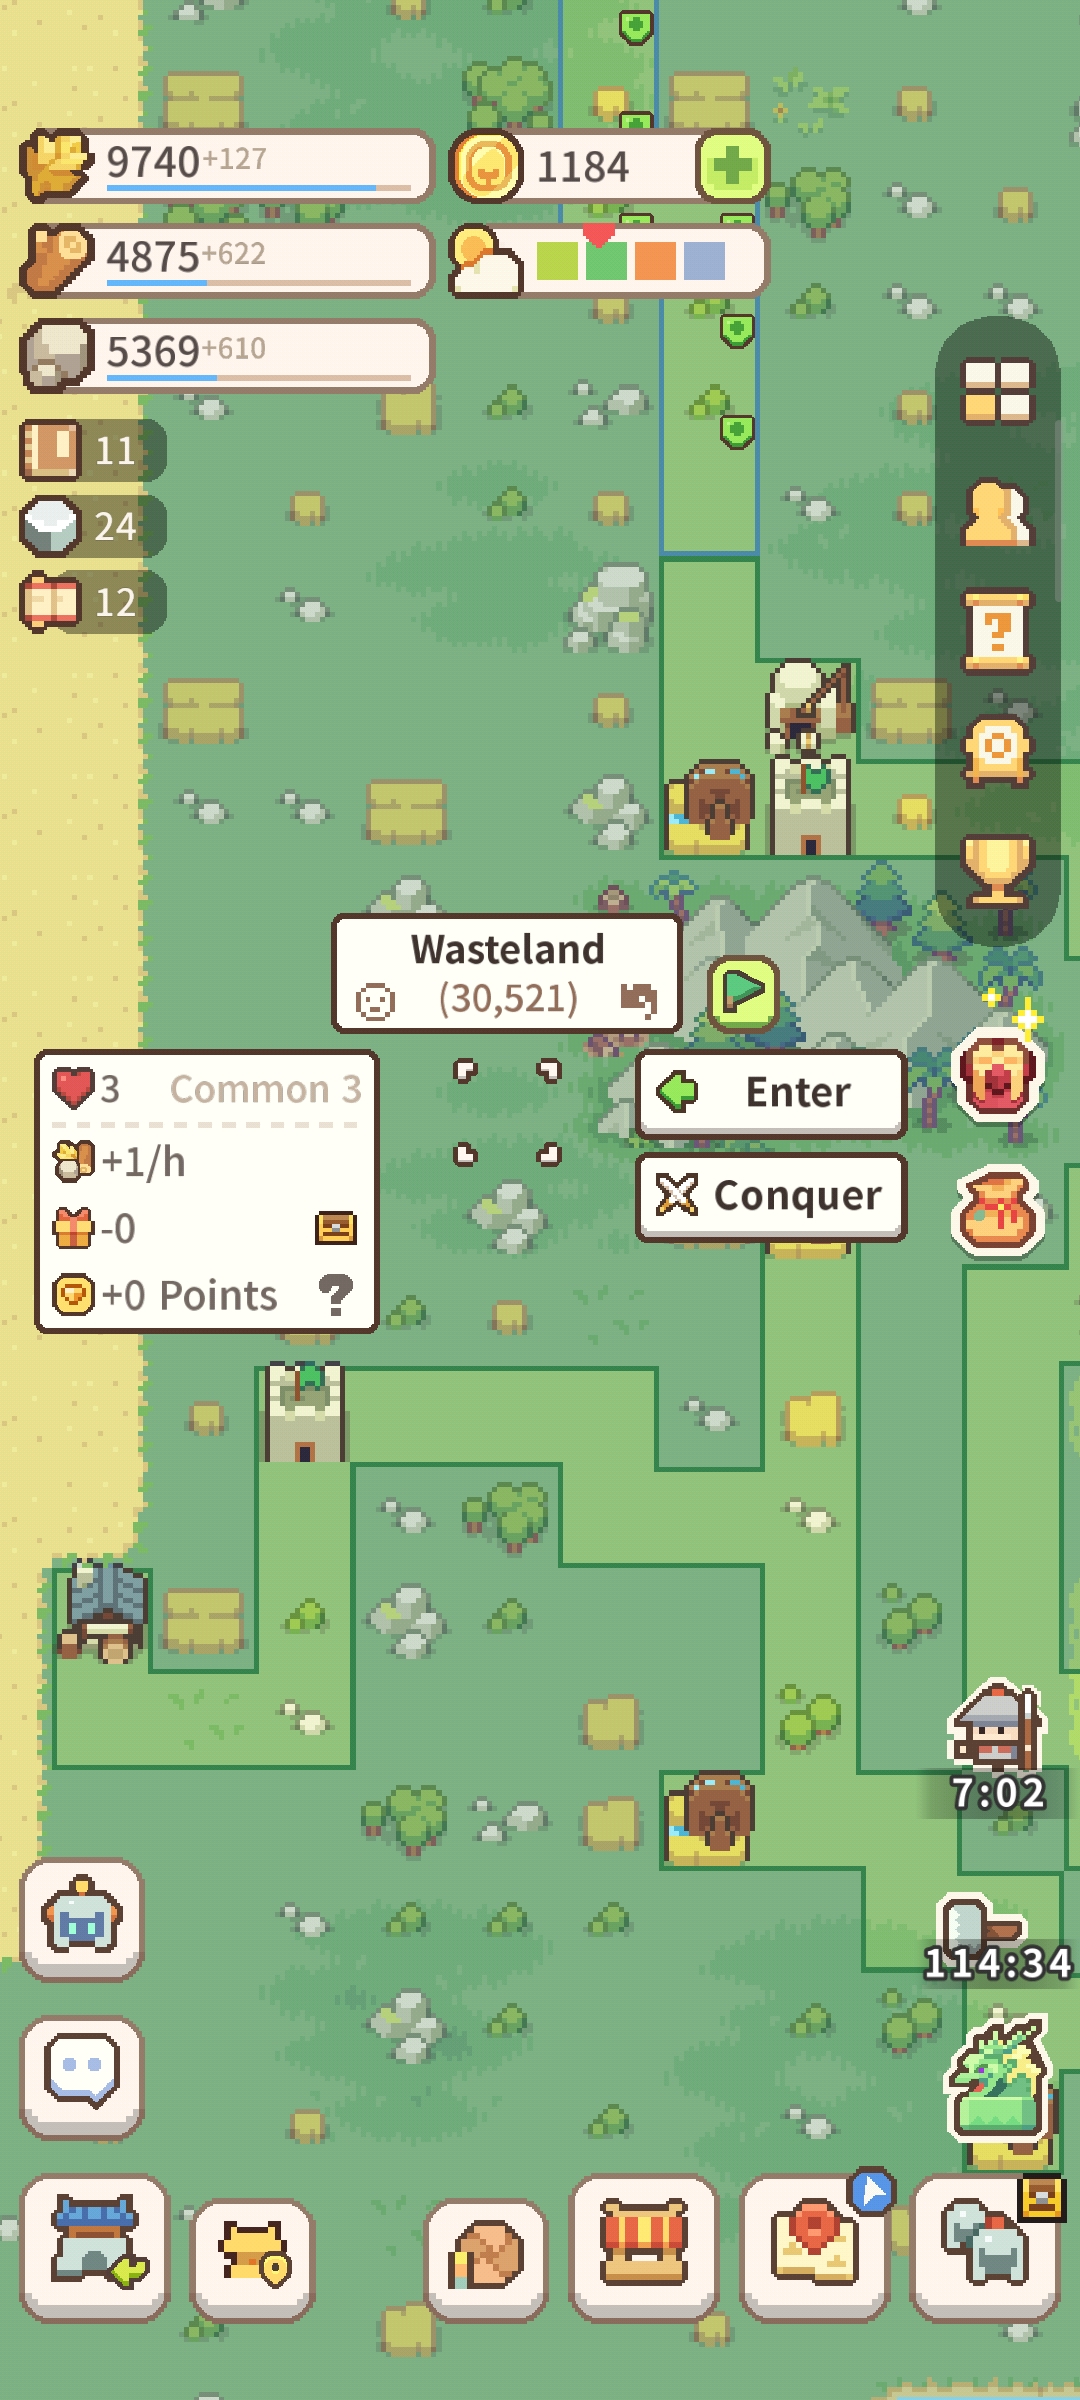 9740+127
1184
4875+622
5369+610
11
24
12
Wasteland
(30,521)
3 Common 3
+1/h
-0
+0 Points ?
Enter
Conquer
7:02
114:34